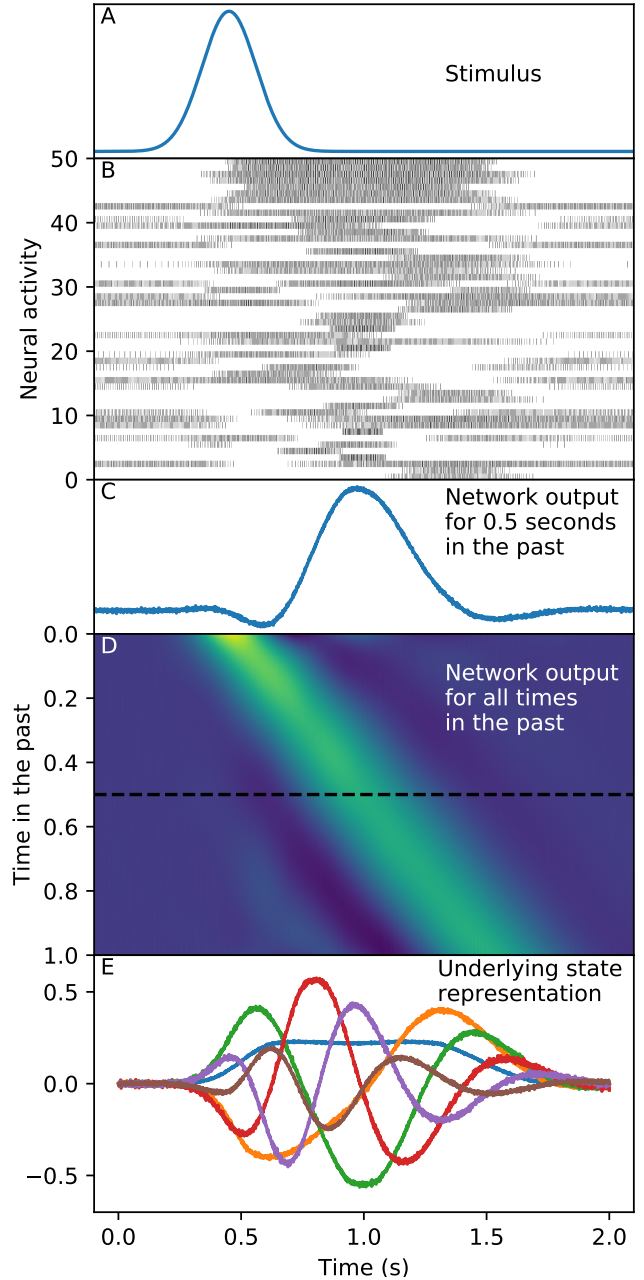 A
Stimulus
50
B
40
30
20
10
0
Neural activity
C
Network output
for 0.5 seconds
in the past
0.0
D
Network output
for all times
in the past
0.2
0.4
0.6
0.8
1.0
Time in the past
E
Underlying state
representation
0.5
0.0
−0.5
0.0
0.5
1.0
1.5
2.0
Time (s)